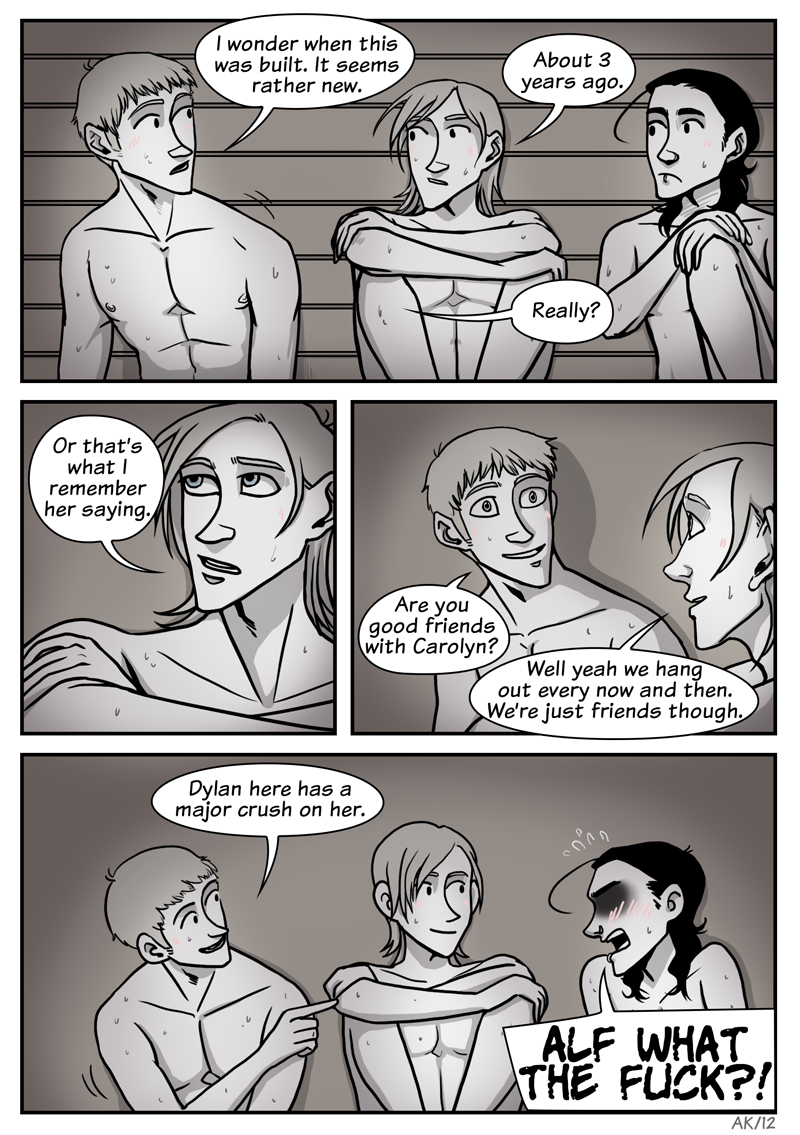 I wonder when this
was built. It seems
rather new.
About 3
years ago.
Really?
Or that's
what I
remember
her saying.
Are you
good friends
with Carolyn?
Well yeah we hang
out every now and then.
We're just friends though.
Dylan here has a
major crush on her.
ALF WHAT
THE FUCK?!
AK/12